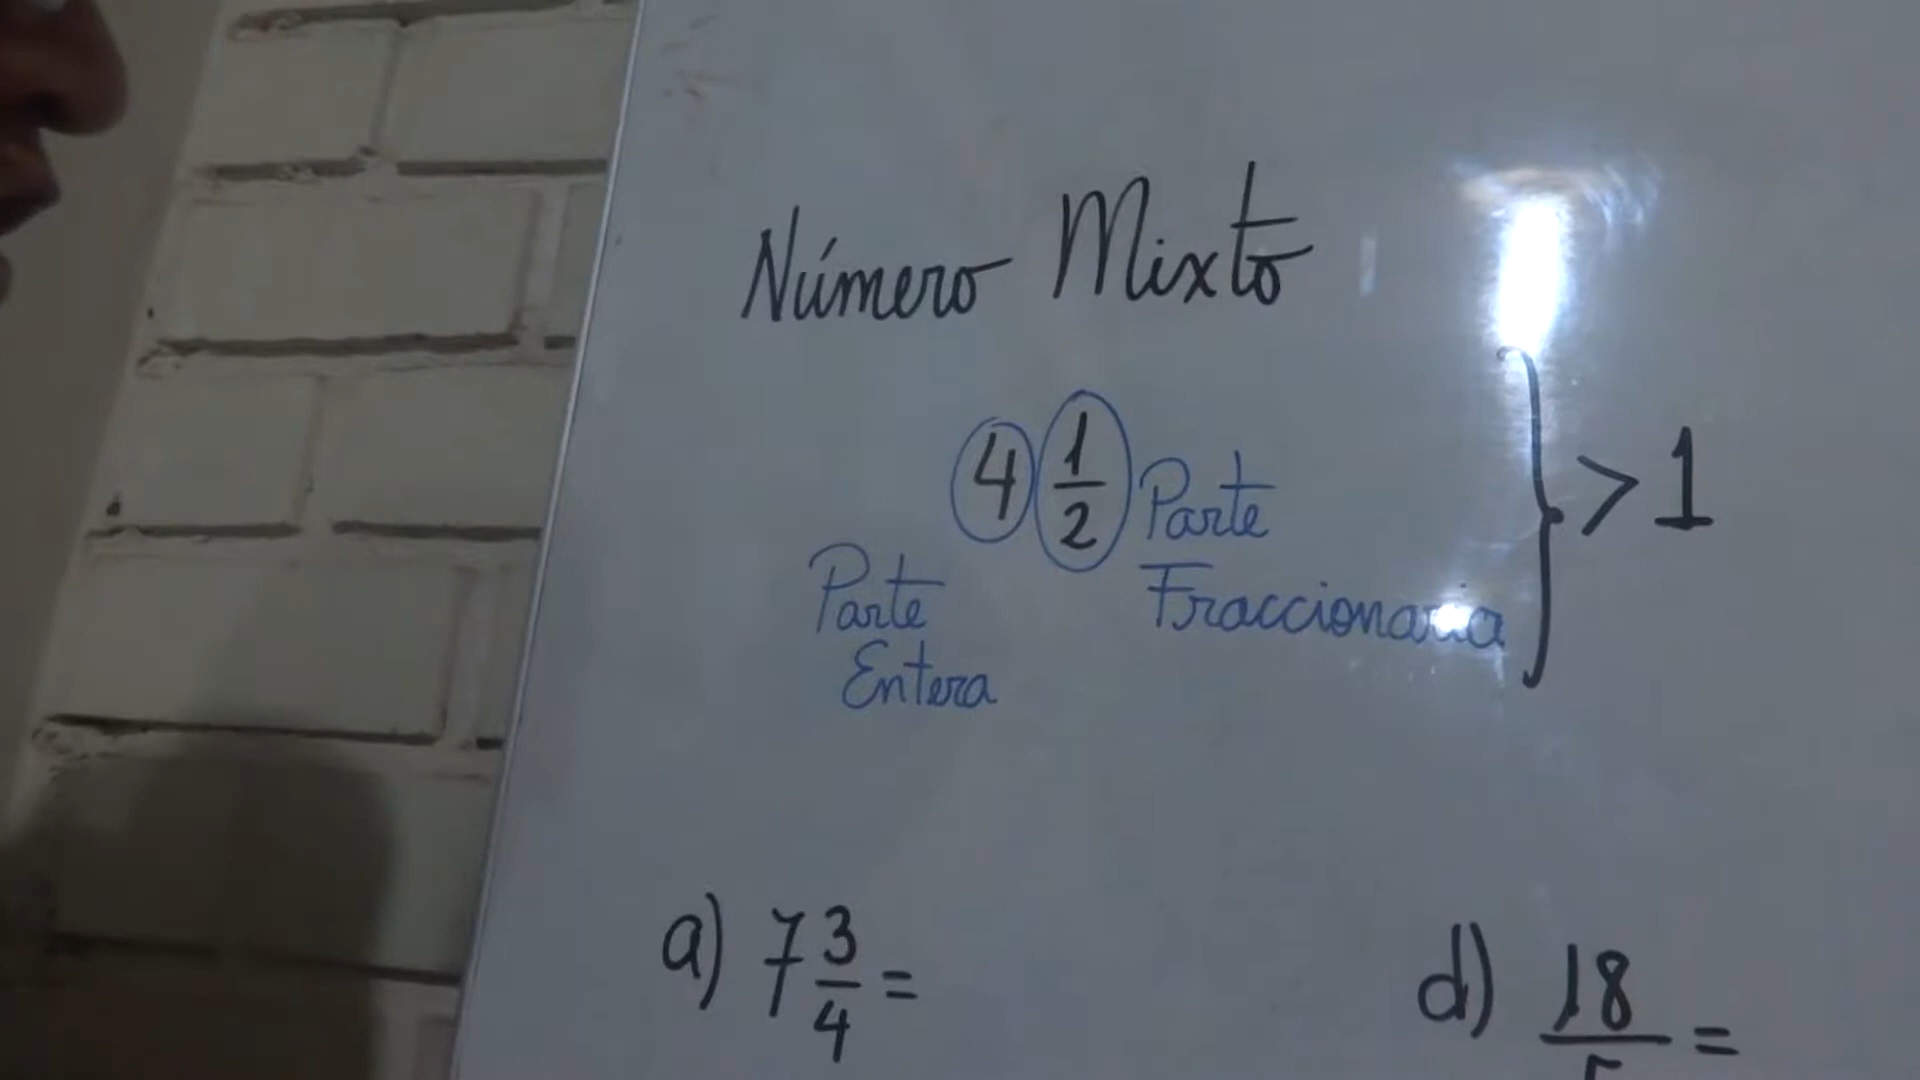 Número Mixto
4 1/2 Parte Fraccionaria } > 1
Parte
Entera
a) 7 3/4 =
d) 18/5 =